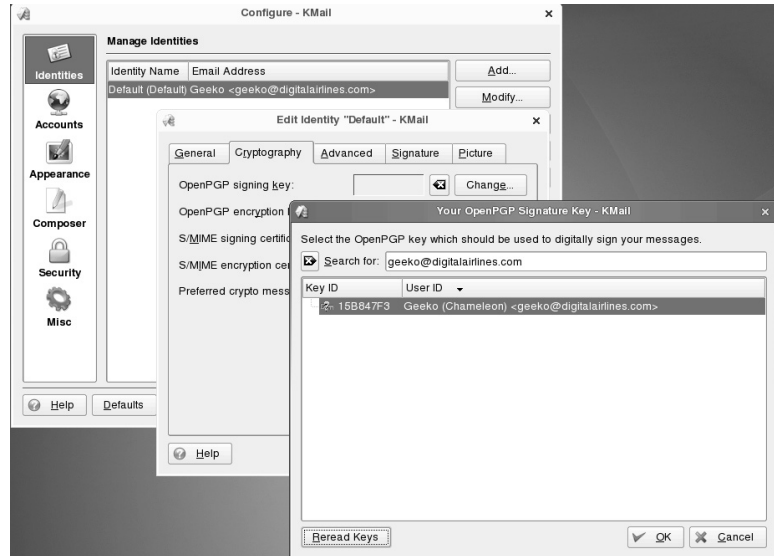 Configure - KMail
Identities
Accounts
Appearance
Composer
Security
Misc
Manage Identities
Identity Name Email Address
Default (Default) Geeko <geeko@digitalairlines.com>
Add...
Modify...
Help
Defaults
Edit Identity "Default" - KMail
General Cryptography Advanced Signature Picture
OpenPGP signing key:
Change...
OpenPGP encryption
S/MIME signing
S/MIME encryption
Preferred crypto
Help
Your OpenPGP Signature Key - KMail
Select the OpenPGP key which should be used to digitally sign your messages.
Search for: geeko@digitalairlines.com
Key ID User ID
15B847F3 Geeko (Chameleon) <geeko@digitalairlines.com>
Reread Keys
OK
Cancel